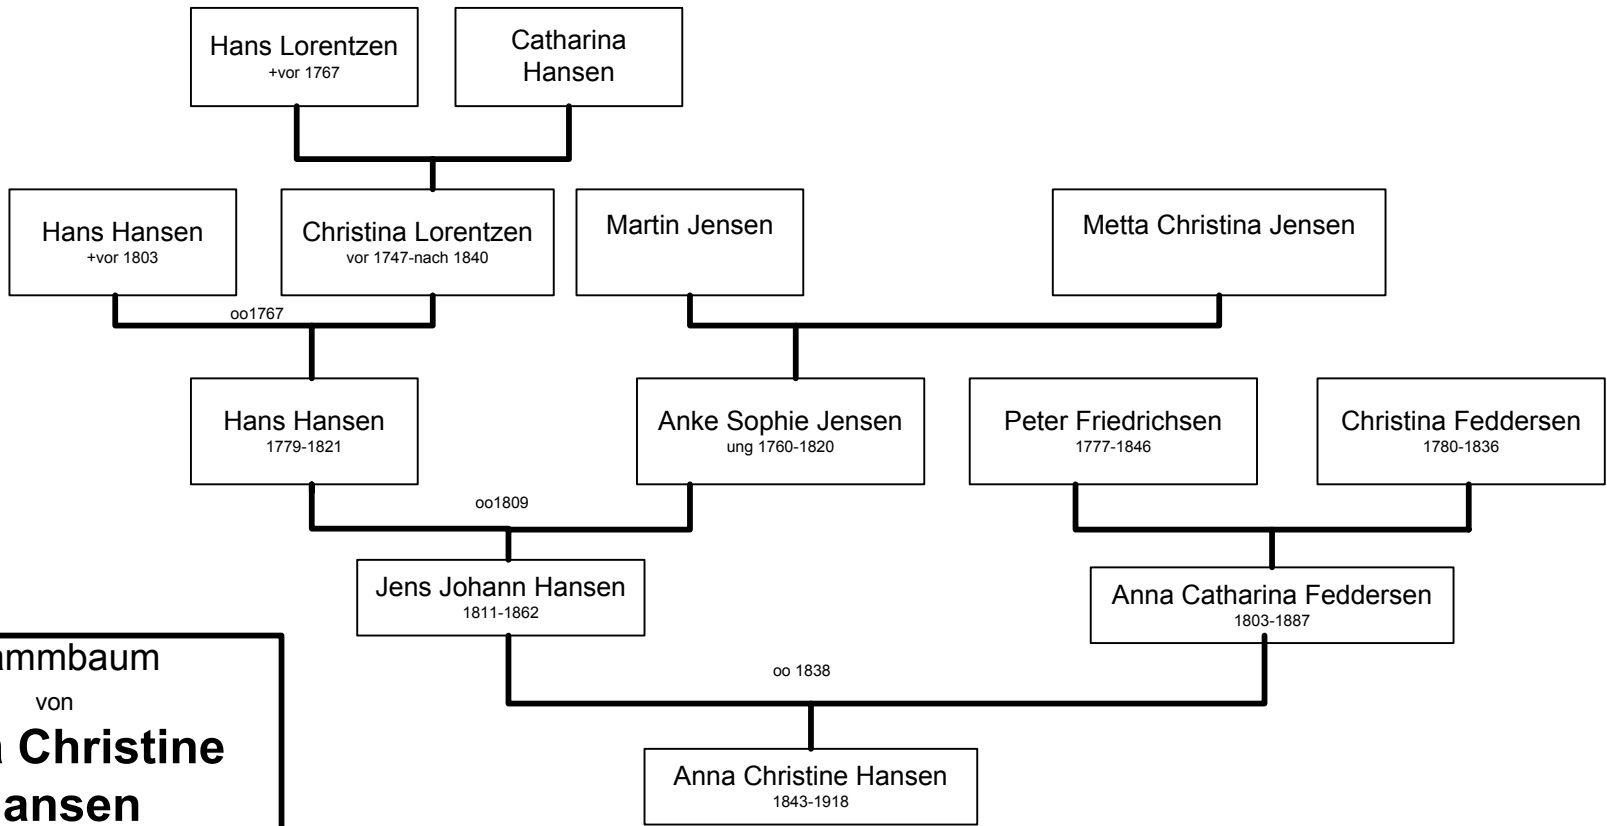 Hans Lorentzen
+vor 1767
Catharina
Hansen
Hans Hansen
+vor 1803
Christina Lorentzen
vor 1747-nach 1840
Martin Jensen
Metta Christina Jensen
oo1767
Hans Hansen
1779-1821
Anke Sophie Jensen
ung 1760-1820
Peter Friedrichsen
1777-1846
Christina Feddersen
1780-1836
oo1809
Jens Johann Hansen
1811-1862
Anna Catharina Feddersen
1803-1887
oo 1838
Anna Christine Hansen
1843-1918
ammbaum
von
Christine
ansen